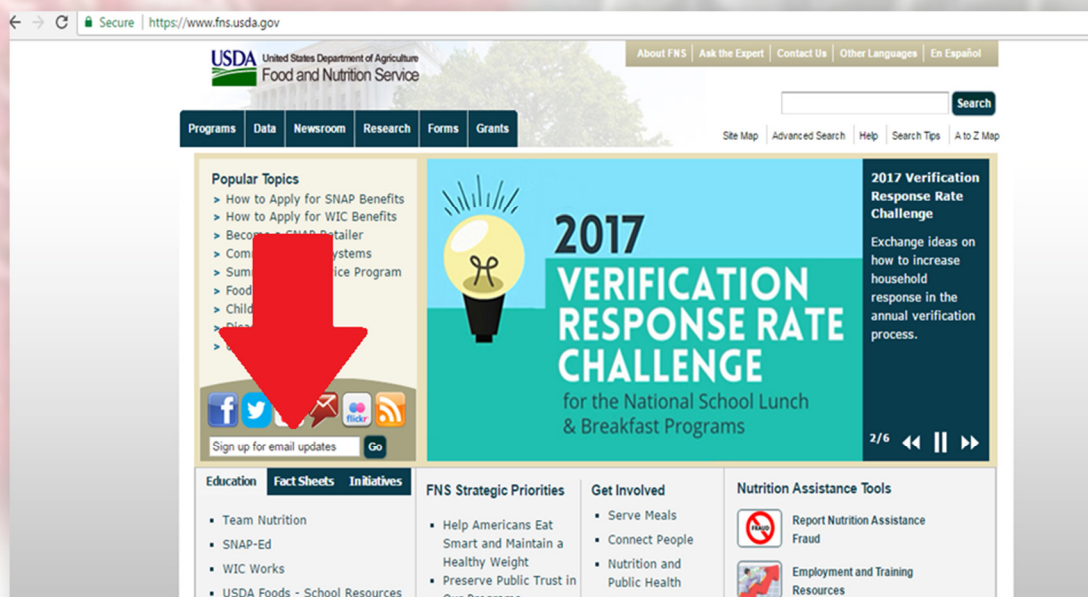 Secure | https://www.fns.usda.gov
USDA United States Department of Agriculture
Food and Nutrition Service
About FNS | Ask the Expert | Contact Us | Other Languages | En Español
Search
Programs Data Newsroom Research Forms Grants
Site Map | Advanced Search | Help | Search Tips | A to Z Map
Popular Topics
> How to Apply for SNAP Benefits
> How to Apply for WIC Benefits
> SNAP Retailer
>
> Program
> Food
>
>
>
flickr
Sign up for email updates Go
2017
VERIFICATION
RESPONSE RATE
CHALLENGE
for the National School Lunch
& Breakfast Programs
2017 Verification
Response Rate
Challenge
Exchange ideas on
how to increase
household
response in the
annual verification
process.
2/6
Education Fact Sheets Initiatives
▪ Team Nutrition
▪ SNAP-Ed
▪ WIC Works
▪ USDA Foods - School Resources
FNS Strategic Priorities
▪ Help Americans Eat
Smart and Maintain a
Healthy Weight
▪ Preserve Public Trust in
Our Programs
Get Involved
▪ Serve Meals
▪ Connect People
▪ Nutrition and
Public Health
Nutrition Assistance Tools
FRAUD
Report Nutrition Assistance
Fraud
Employment and Training
Resources